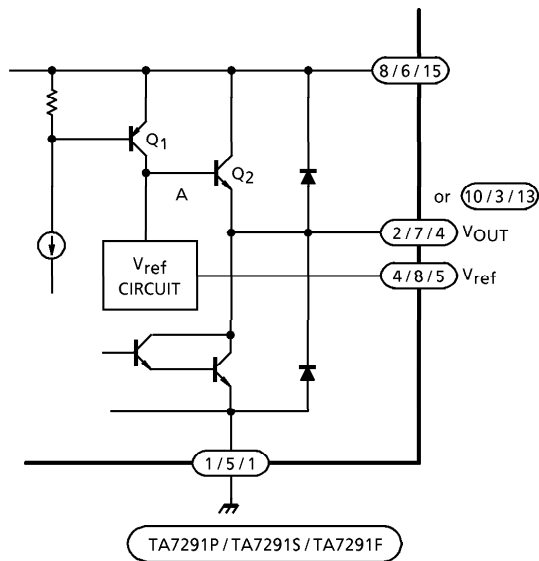 8/6/15
Q1
Q2
A
or 10/3/13
2/7/4 VOUT
Vref
CIRCUIT
4/8/5 Vref
1/5/1
TA7291P/TA7291S/TA7291F